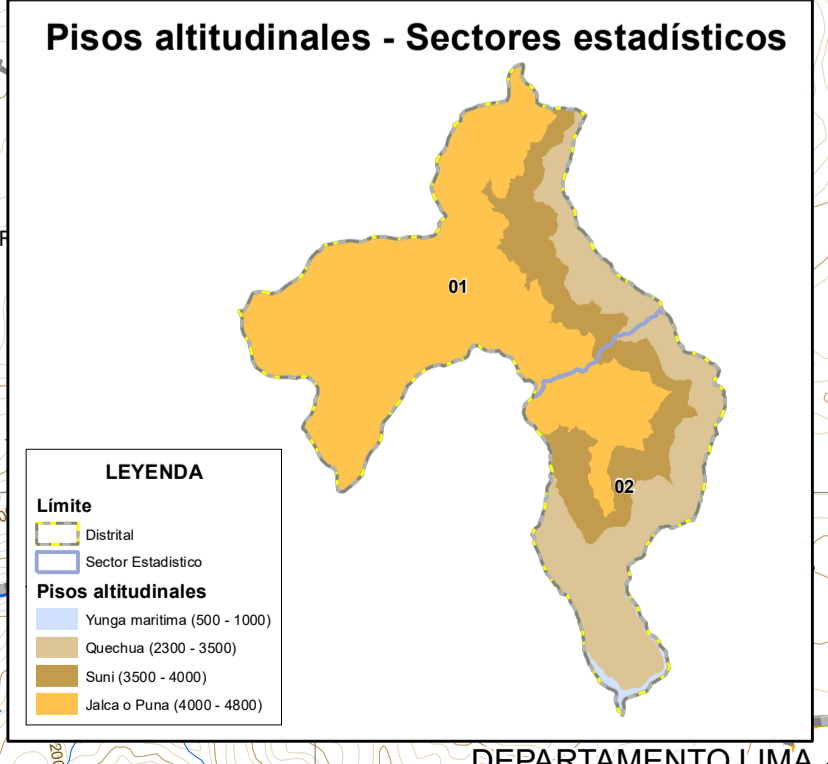 Pisos altitudinales - Sectores estadísticos
01
02
LEYENDA
Límite
Distrital
Sector Estadistico
Pisos altitudinales
Yunga maritima (500 - 1000)
Quechua (2300 - 3500)
Suni (3500 - 4000)
Jalca o Puna (4000 - 4800)
DEPARTAMENTO LIMA